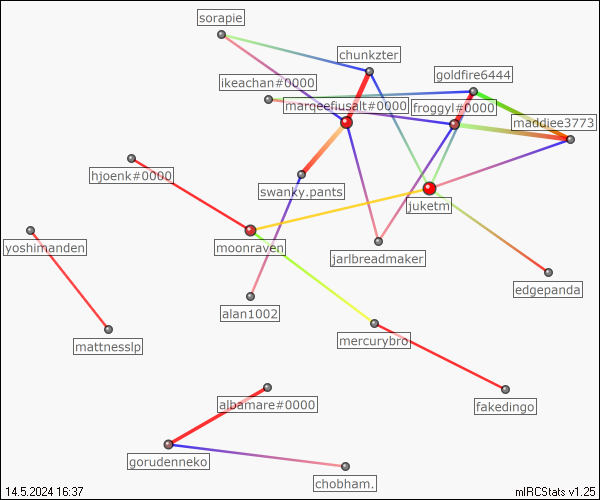 sorapie
chunkzter
goldfire6444
ikeachan#0000
marqeefusalt#0000
froggyl#0000
maddiee3773
hjoenk#0000
swanky.pants
juketm
yoshimanden
moonraven
jarlbreadmaker
edgepanda
alan1002
mattnesslp
mercurybro
albamare#0000
fakedingo
gorudenneko
chobham.
14.5.2024 16:37
mIRCStats v1.25